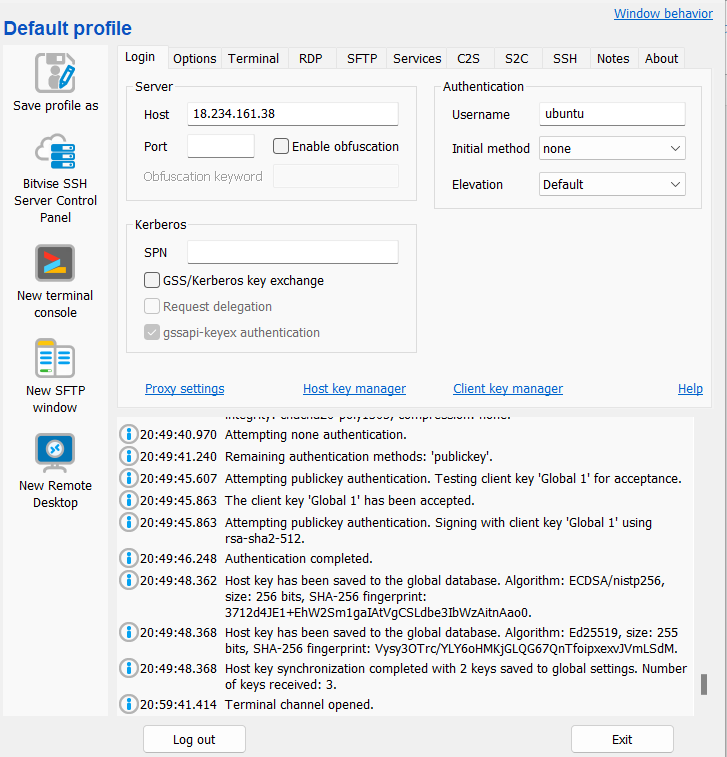 Window behavior
Default profile
Save profile as
Bitvise SSH
Server Control
Panel
New terminal
console
New SFTP
window
New Remote
Desktop
Login Options Terminal RDP SFTP Services C2S S2C SSH Notes About
Server
Host 18.234.161.38
Port Enable obfuscation
Obfuscation keyword
Authentication
Username ubuntu
Initial method none
Elevation Default
Kerberos
SPN
GSS/Kerberos key exchange
Request delegation
gssapi-keyex authentication
Proxy settings Host key manager Client key manager Help
integrity: chacha20-poly1305, compression: none.
20:49:40.970 Attempting none authentication.
20:49:41.240 Remaining authentication methods: 'publickey'.
20:49:45.607 Attempting publickey authentication. Testing client key 'Global 1' for acceptance.
20:49:45.863 The client key 'Global 1' has been accepted.
20:49:45.863 Attempting publickey authentication. Signing with client key 'Global 1' using
rsa-sha2-512.
20:49:46.248 Authentication completed.
20:49:48.362 Host key has been saved to the global database. Algorithm: ECDSA/nistp256,
size: 256 bits, SHA-256 fingerprint:
3712d4JE1+EhW2Sm1gaIAtVgCSLdbe3IbWzAitnAao0.
20:49:48.368 Host key has been saved to the global database. Algorithm: Ed25519, size: 255
bits, SHA-256 fingerprint: Vysy3OTrc/YLY6oHMKjGLQG67QnTfoipxexvJVmLSdM.
20:49:48.368 Host key synchronization completed with 2 keys saved to global settings. Number
of keys received: 3.
20:59:41.414 Terminal channel opened.
Log out Exit